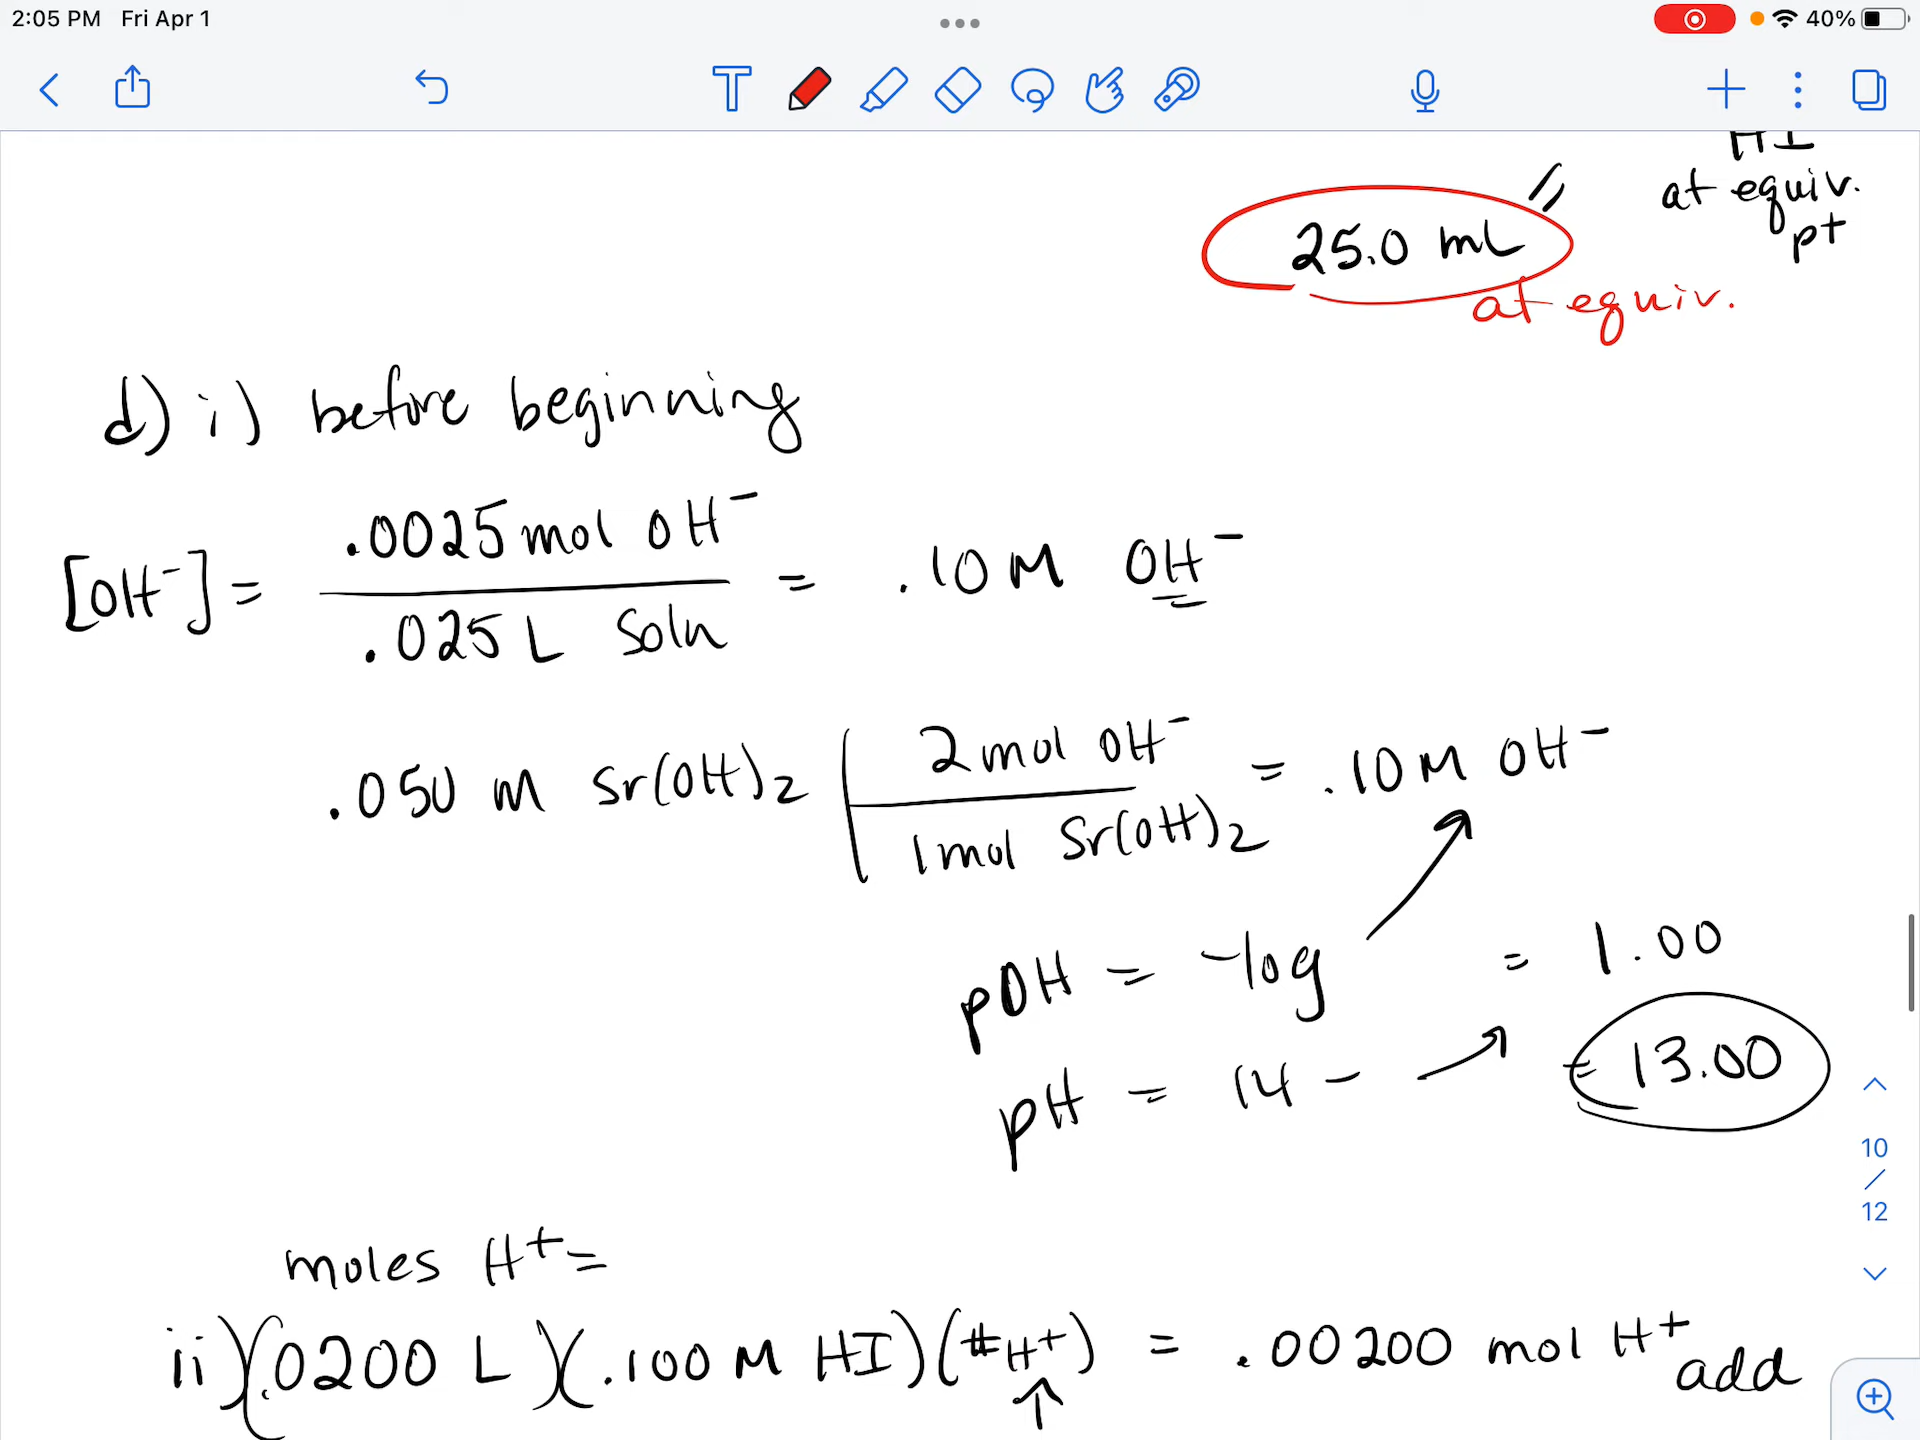 2:05 PM Fri Apr 1
40%
HI
at equiv.
pt
25.0 mL
at equiv.
d) i) before beginning
[OH⁻] = .0025 mol OH⁻ / .025 L soln = .10 M OH⁻
.050 M Sr(OH)₂ | 2 mol OH⁻ / 1 mol Sr(OH)₂ = .10 M OH⁻
pOH = -log = 1.00
pH = 14 - = 13.00
10
/
12
moles H⁺ =
ii) (.0200 L)(.100 M HI)(#H⁺) = .00200 mol H⁺
add